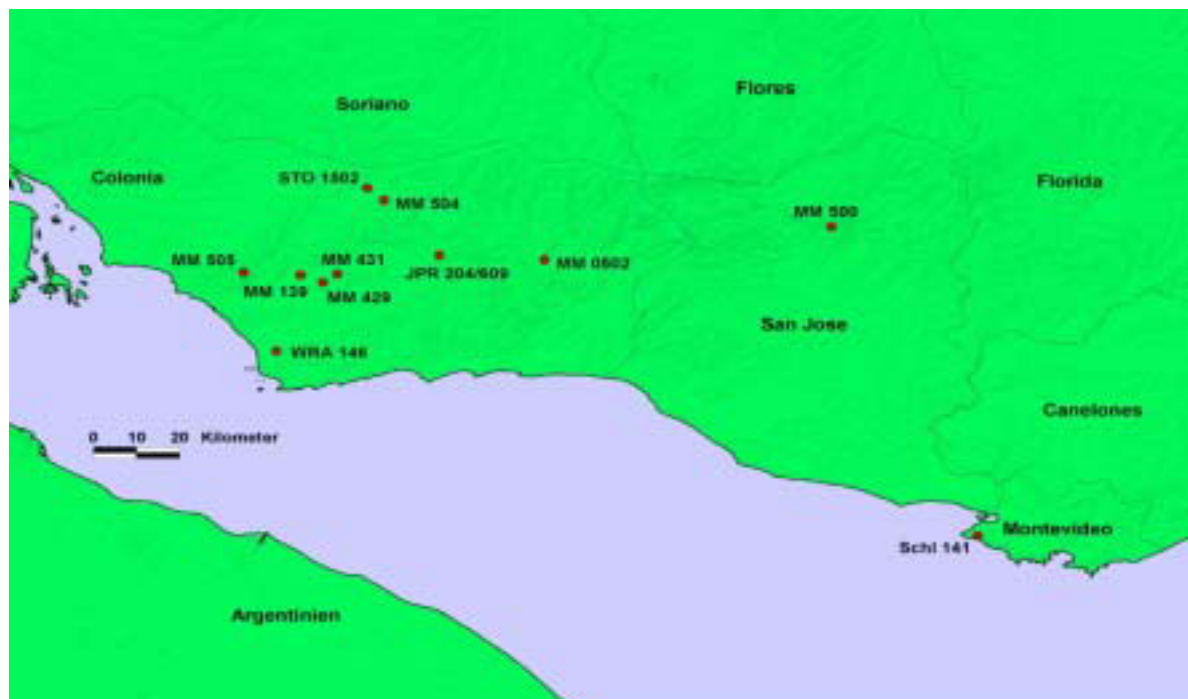 Flores
Soriano
Colonia
STO 1502
Florida
MM 504
MM 500
MM 505
MM 431
MM 0502
JPR 204/609
MM 139
MM 429
San Jose
WRA 146
Canelones
0 10 20 Kilometer
Montevideo
Schl 141
Argentinien